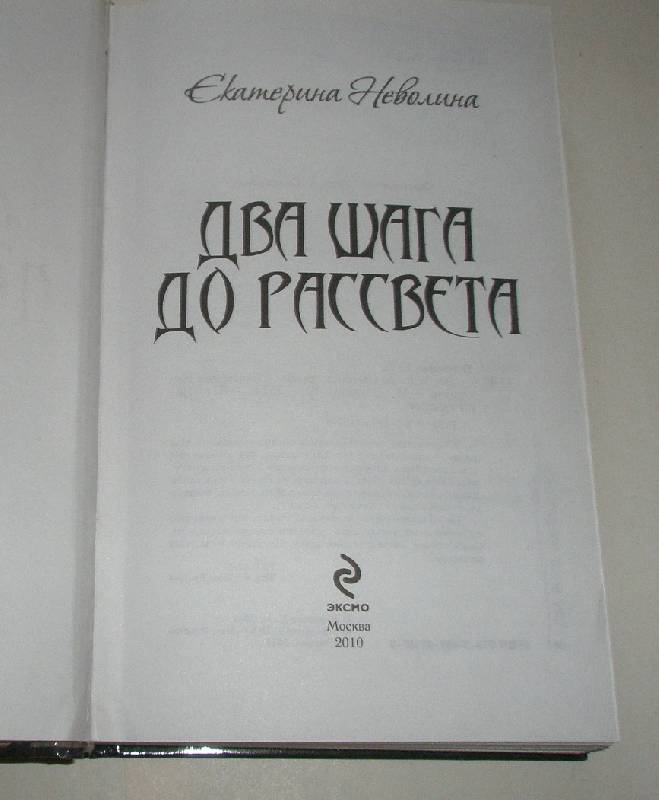 Екатерина Неволина
ДВА ШАГА
ДО РАССВЕТА
ЭКСМО
Москва
2010